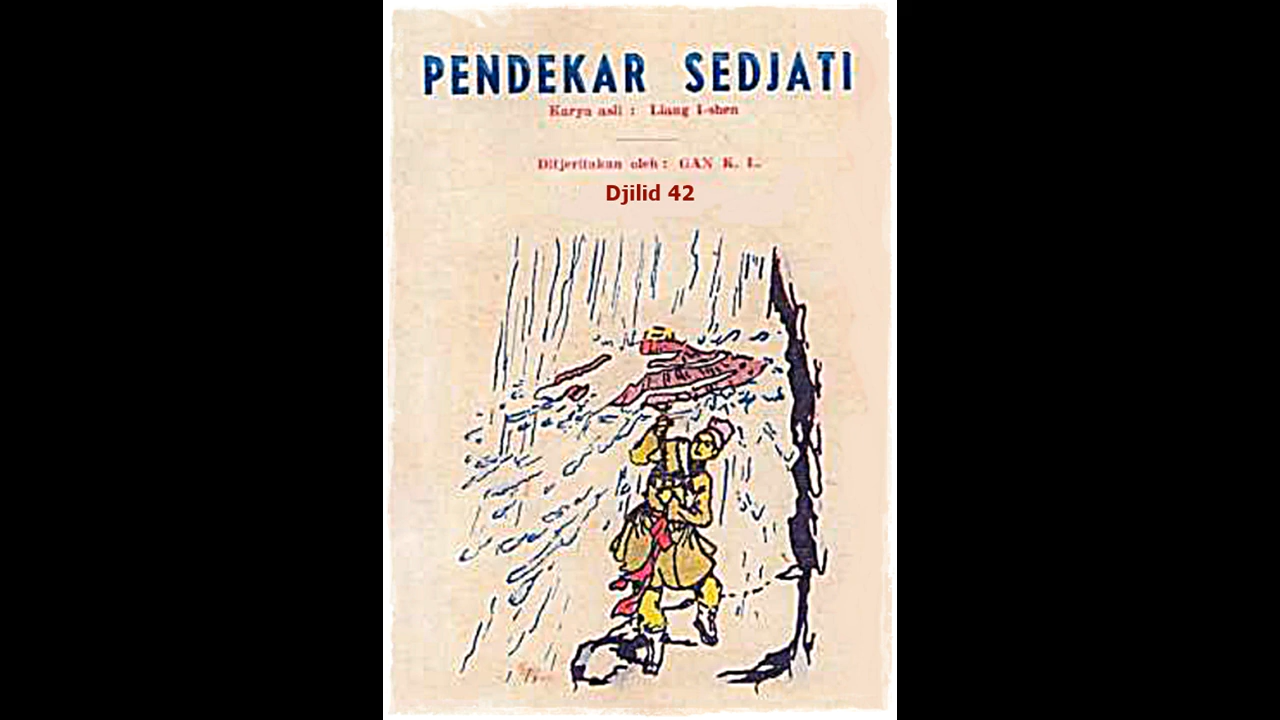 PENDEKAR SEDJATI
Karya asli : Liang I-shen
Ditjeritakan oleh : GAN K. L.
Djilid 42